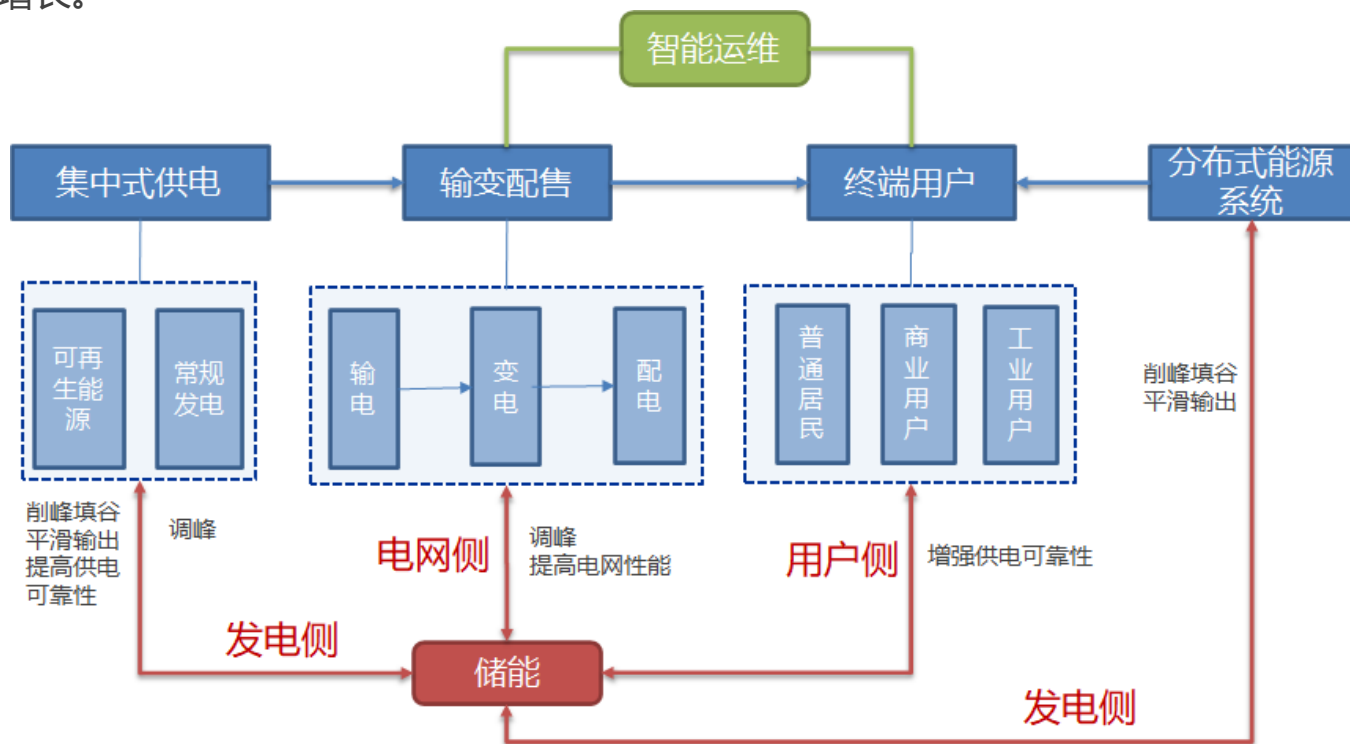 增长。
智能运维
集中式供电
输变配售
终端用户
分布式能源
系统
可再
生能
源
常规
发电
输
电
变
电
配
电
普
通
居
民
商
业
用
户
工
业
用
户
削峰填谷
平滑输出
削峰填谷
平滑输出
提高供电
可靠性
调峰
电网侧
调峰
提高电网性能
用户侧
增强供电可靠性
发电侧
储能
发电侧